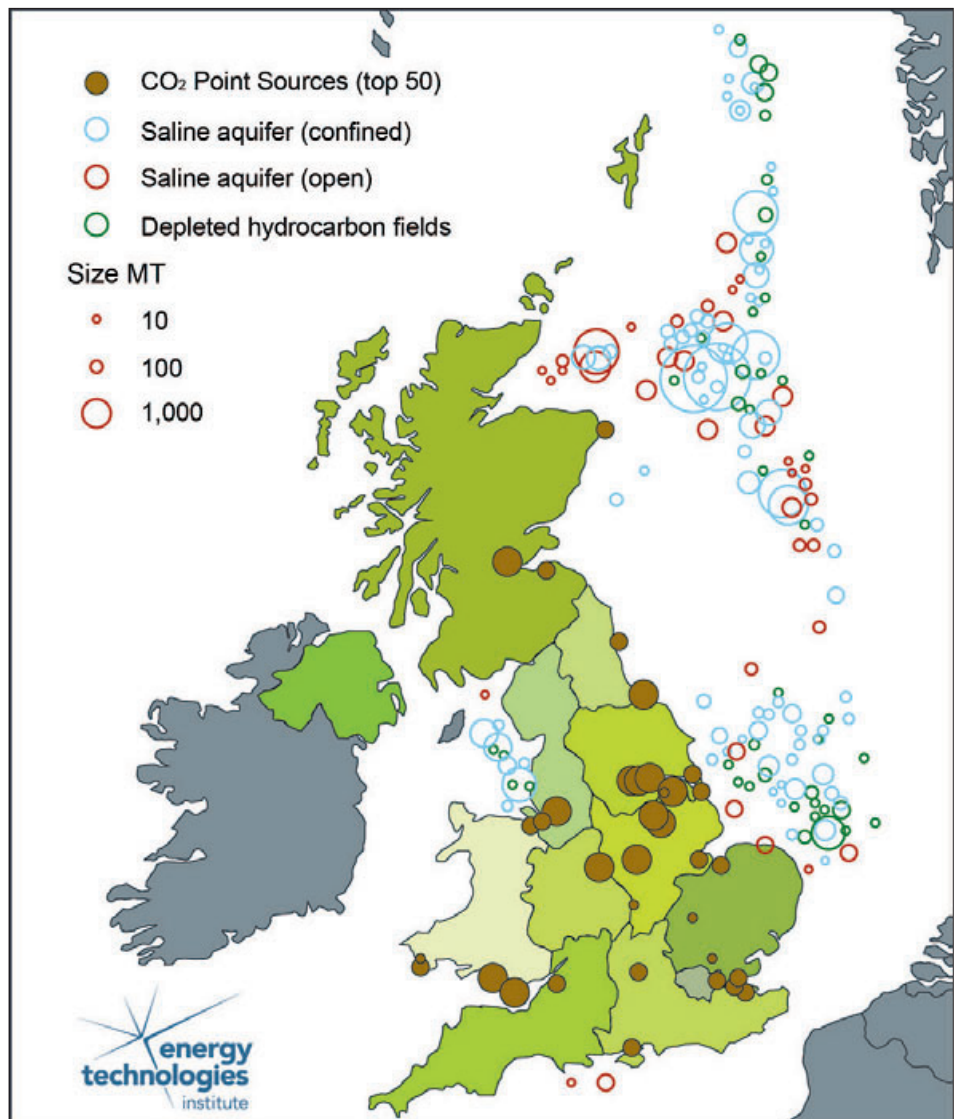 CO₂ Point Sources (top 50)
Saline aquifer (confined)
Saline aquifer (open)
Depleted hydrocarbon fields
Size MT
10
100
1,000
energy
technologies
institute